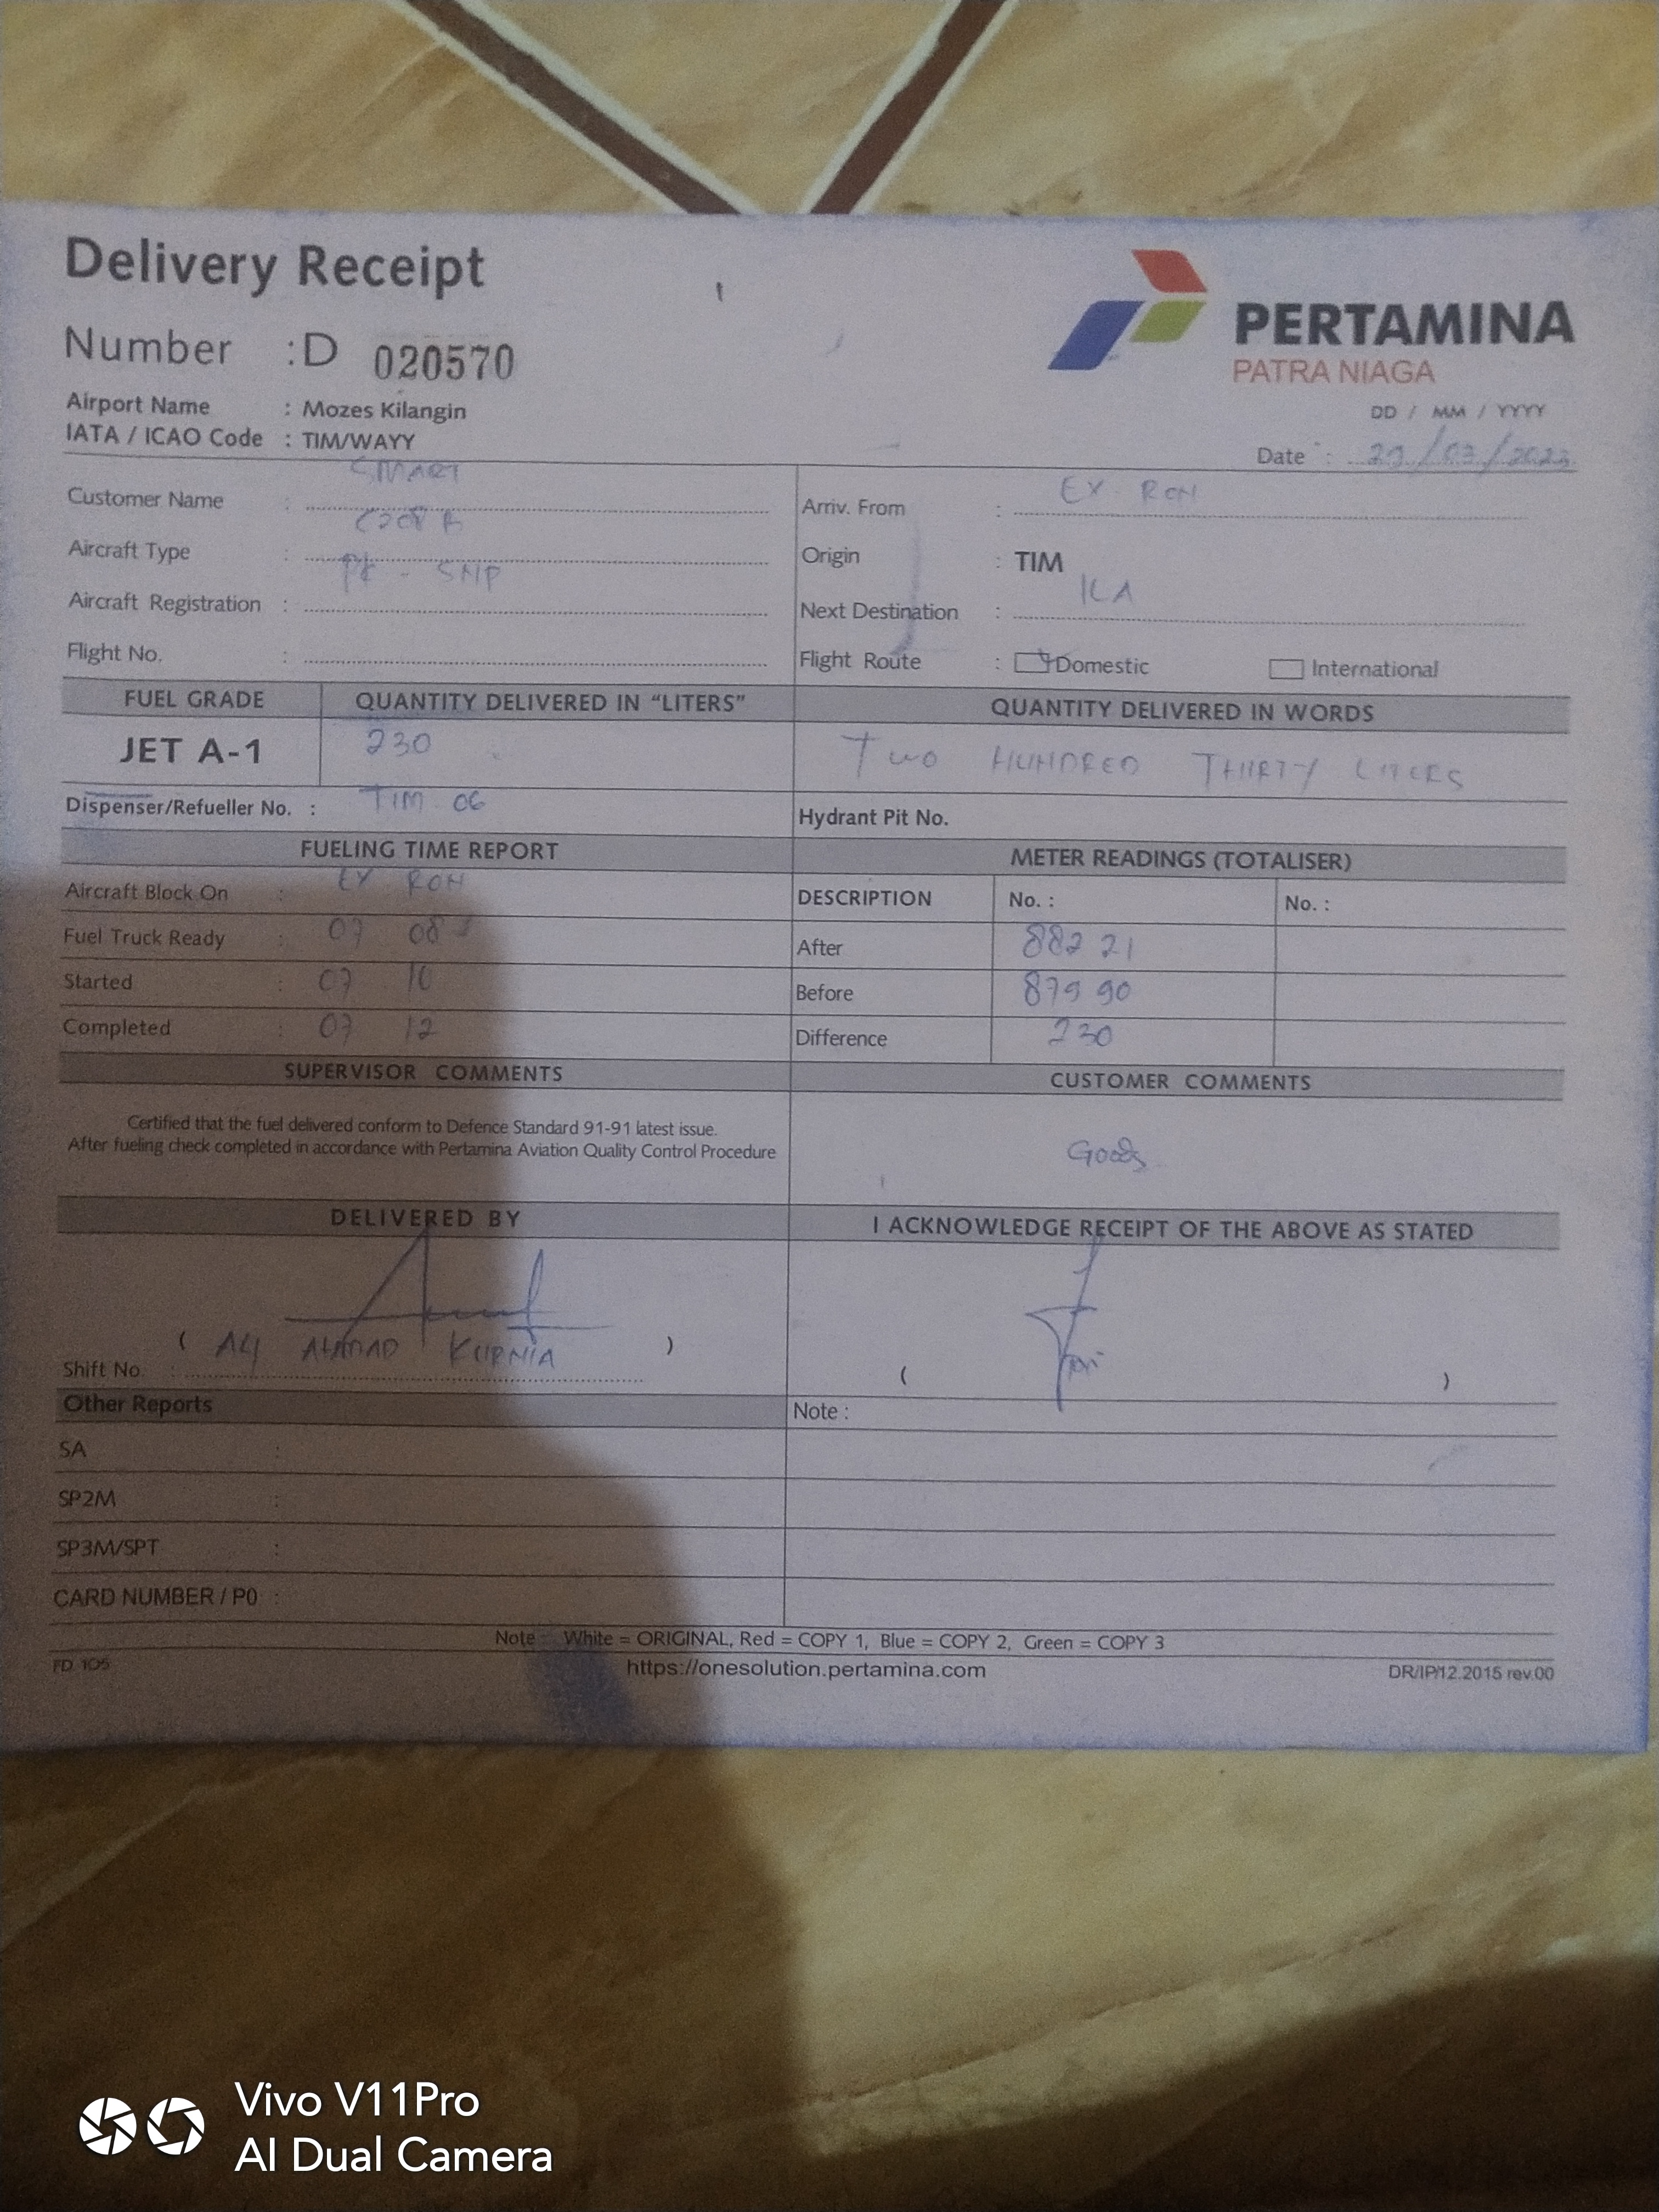 Delivery Receipt
Number : D 020570
PERTAMINA
PATRA NIAGA
Airport Name : Mozes Kilangin
IATA / ICAO Code : TIM/WAYY
DD / MM / YYYY
Date : /03/2023
Customer Name : SMART
Aircraft Type : C208 B
Aircraft Registration : PK - SNP
Flight No. :
Arriv. From : EX RON
Origin : TIM
Next Destination : ILA
Flight Route : Domestic International
FUEL GRADE QUANTITY DELIVERED IN "LITERS" QUANTITY DELIVERED IN WORDS
JET A-1 230 TWO HUNDRED THIRTY LITERS
Dispenser/Refueller No. : TIM 06 Hydrant Pit No.
FUELING TIME REPORT
Aircraft Block On : EX RON
Fuel Truck Ready : 07 08
Started : 07 10
Completed : 07 12
METER READINGS (TOTALISER)
DESCRIPTION No. : No. :
After 882 21
Before 879 90
Difference 230
SUPERVISOR COMMENTS
Certified that the fuel delivered conform to Defence Standard 91-91 latest issue.
After fueling check completed in accordance with Pertamina Aviation Quality Control Procedure
CUSTOMER COMMENTS
Goods
DELIVERED BY
( ALI AHMAD KURNIA )
Shift No. :
I ACKNOWLEDGE RECEIPT OF THE ABOVE AS STATED
( )
Other Reports
SA :
SP2M :
SP3M/SPT :
CARD NUMBER / P0 :
Note :
Note : White = ORIGINAL, Red = COPY 1, Blue = COPY 2, Green = COPY 3
FD. 105 https://onesolution.pertamina.com DR/IP/12.2015 rev.00
Vivo V11Pro
AI Dual Camera